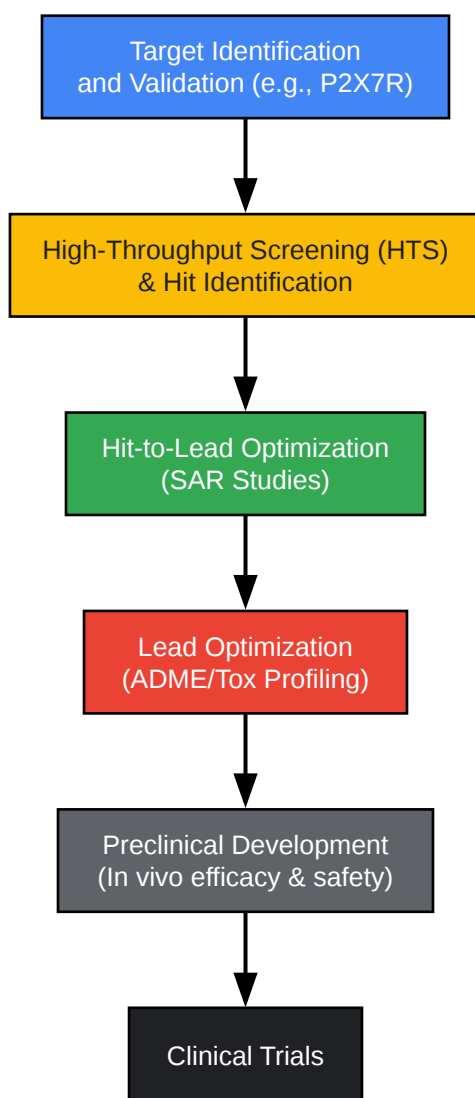 Target Identification
and Validation (e.g., P2X7R)
High-Throughput Screening (HTS)
& Hit Identification
Hit-to-Lead Optimization
(SAR Studies)
Lead Optimization
(ADME/Tox Profiling)
Preclinical Development
(In vivo efficacy & safety)
Clinical Trials